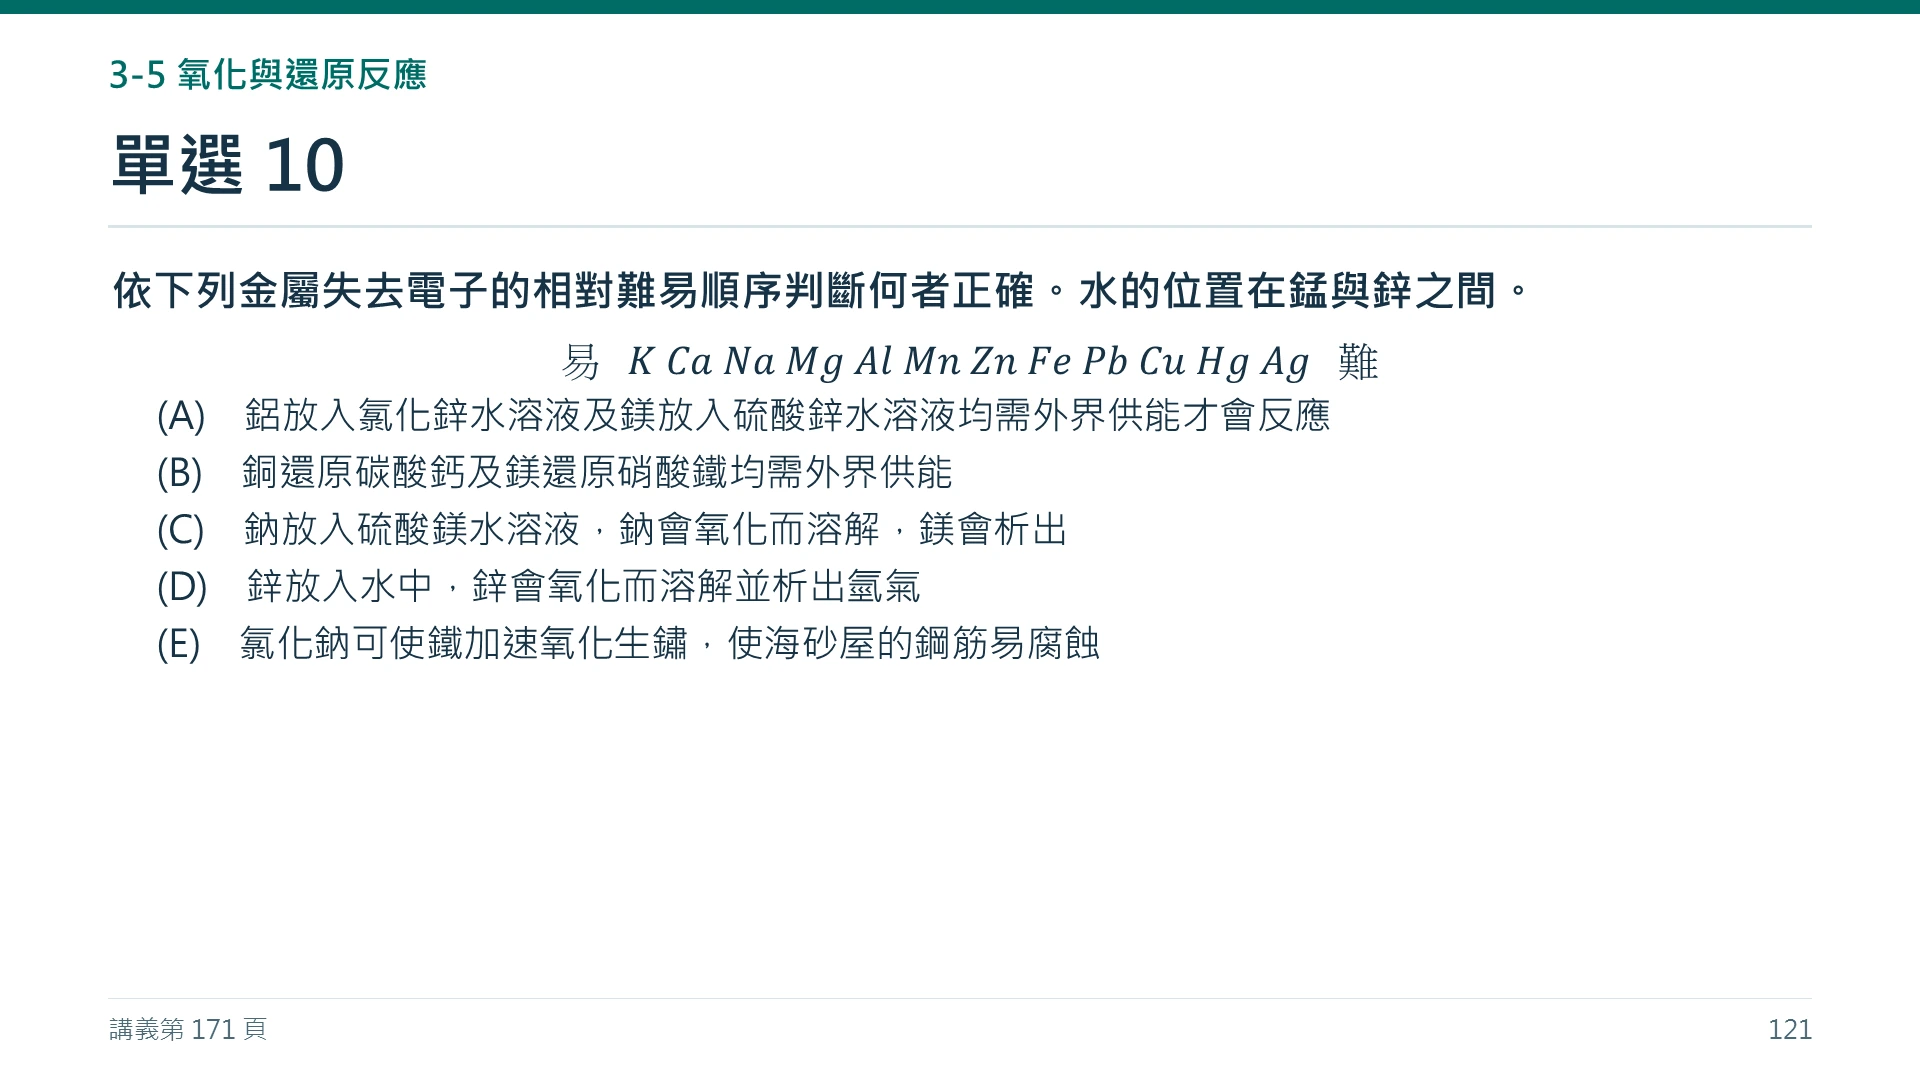 3-5 氧化與還原反應
單選 10
依下列金屬失去電子的相對難易順序判斷何者正確。水的位置在錳與鋅之間。
易 K Ca Na Mg Al Mn Zn Fe Pb Cu Hg Ag 難
(A) 鋁放入氯化鋅水溶液及鎂放入硫酸鋅水溶液均需外界供能才會反應
(B) 銅還原碳酸鈣及鎂還原硝酸鐵均需外界供能
(C) 鈉放入硫酸鎂水溶液，鈉會氧化而溶解，鎂會析出
(D) 鋅放入水中，鋅會氧化而溶解並析出氫氣
(E) 氯化鈉可使鐵加速氧化生鏽，使海砂屋的鋼筋易腐蝕
講義第 171 頁
121